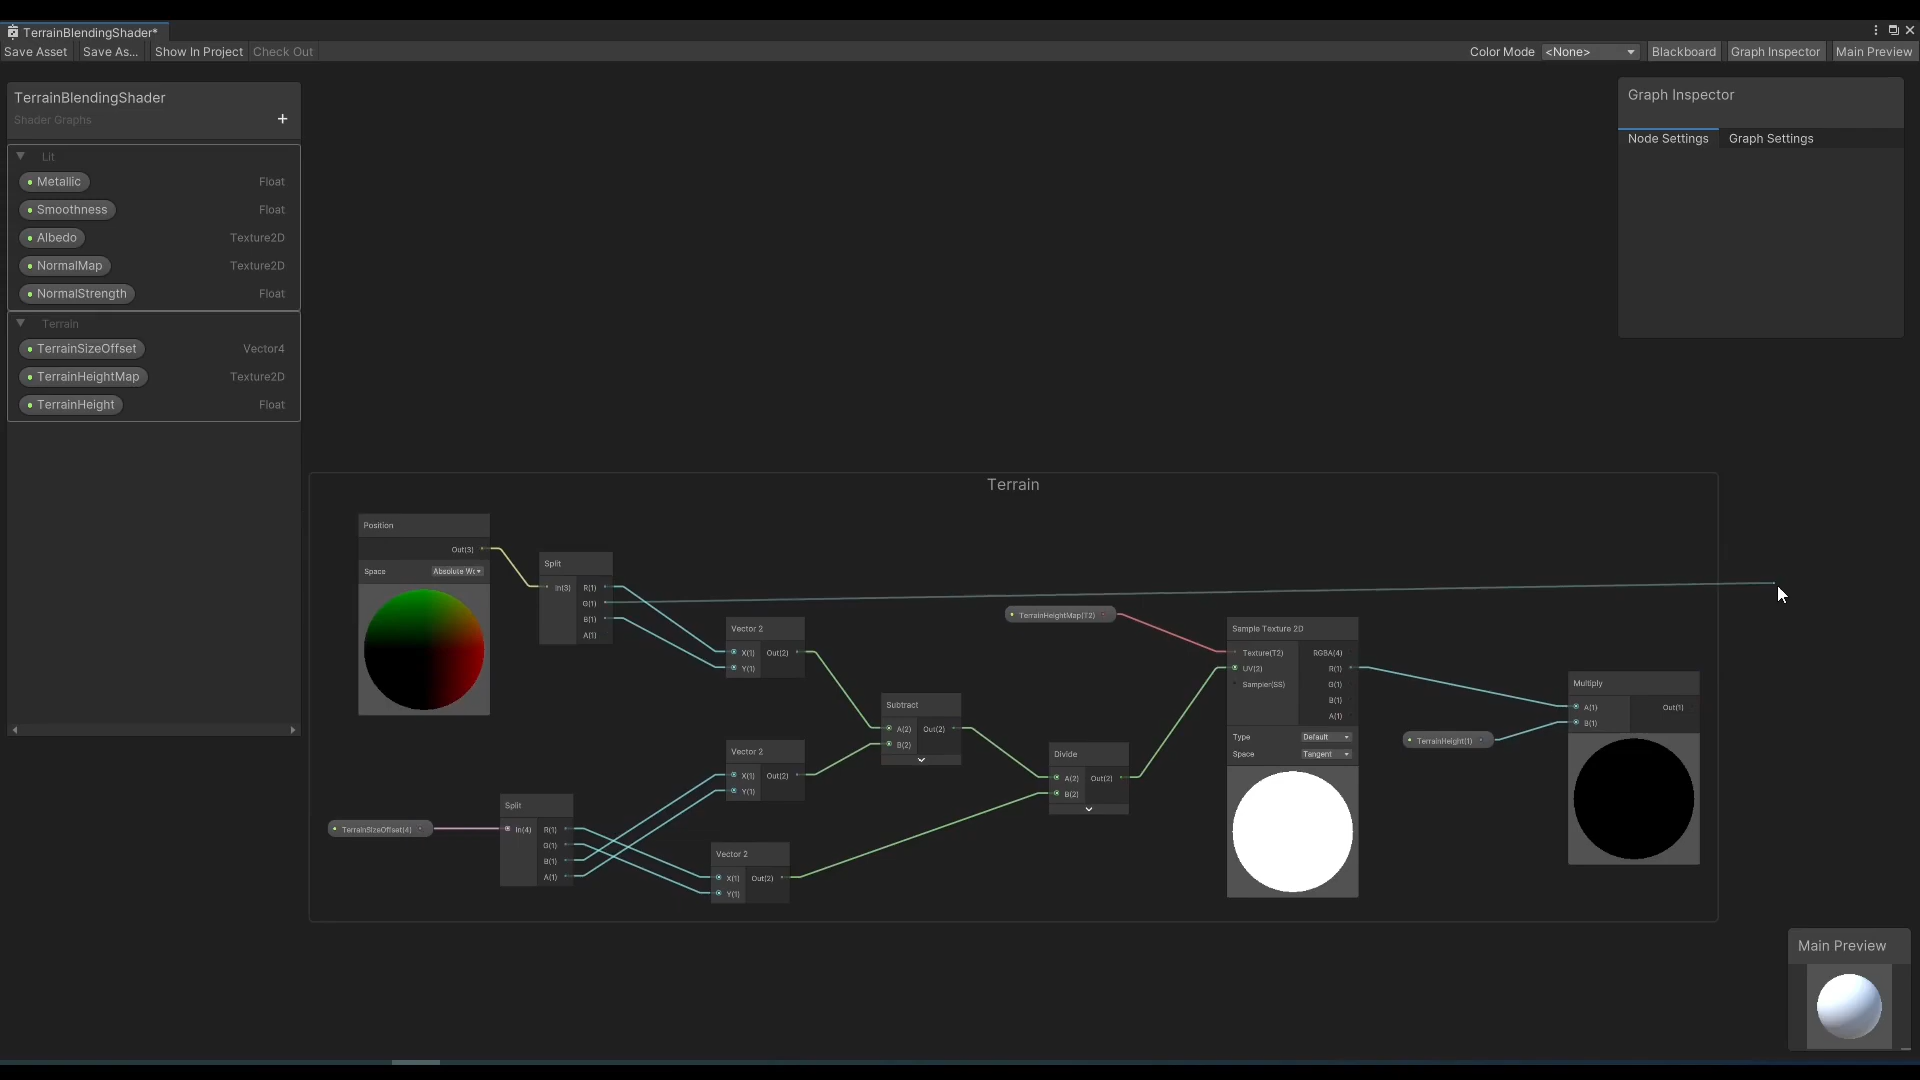 TerrainBlendingShader*
Save Asset Save As... Show In Project Check Out Color Mode <None> Blackboard Graph Inspector Main Preview
TerrainBlendingShader
Shader Graphs
+
Lit
Metallic Float
Smoothness Float
Albedo Texture2D
NormalMap Texture2D
NormalStrength Float
Terrain
TerrainSizeOffset Vector4
TerrainHeightMap Texture2D
TerrainHeight Float
Graph Inspector
Node Settings Graph Settings
Terrain
Position
Out(3)
Space Absolute Wo
Split
In(3) R(1)
G(1)
B(1)
A(1)
Vector 2
X(1) Out(2)
Y(1)
Vector 2
X(1) Out(2)
Y(1)
TerrainSizeOffset(4)
Split
In(4) R(1)
G(1)
B(1)
A(1)
Vector 2
X(1) Out(2)
Y(1)
Subtract
A(2) Out(2)
B(2)
Divide
A(2) Out(2)
B(2)
TerrainHeightMap(T2)
Sample Texture 2D
Texture(T2) RGBA(4)
UV(2) R(1)
Sampler(SS) G(1)
B(1)
A(1)
Type Default
Space Tangent
TerrainHeight(1)
Multiply
A(1) Out(1)
B(1)
Main Preview